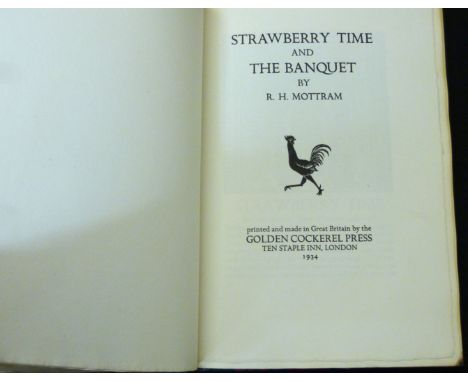 STRAWBERRY TIME
AND
THE BANQUET
BY
R. H. MOTTRAM
printed and made in Great Britain by the
GOLDEN COCKEREL PRESS
TEN STAPLE INN, LONDON
1934